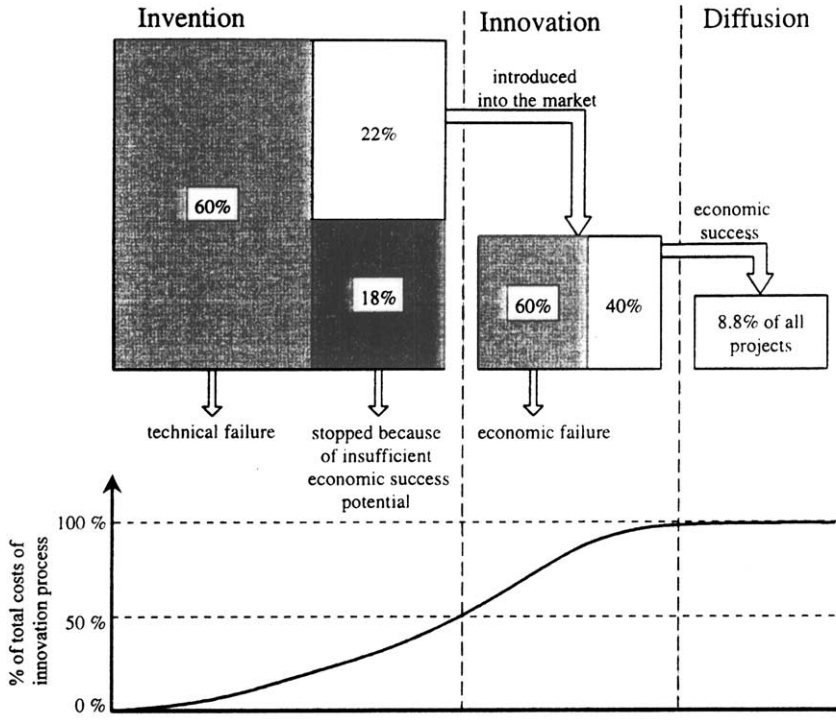 Invention
Innovation
Diffusion
introduced
into the market
22%
60%
18%
economic
success
60%
40%
8.8% of all
projects
technical failure
stopped because
of insufficient
economic success
potential
economic failure
% of total costs of
innovation process
100 %
50 %
0 %